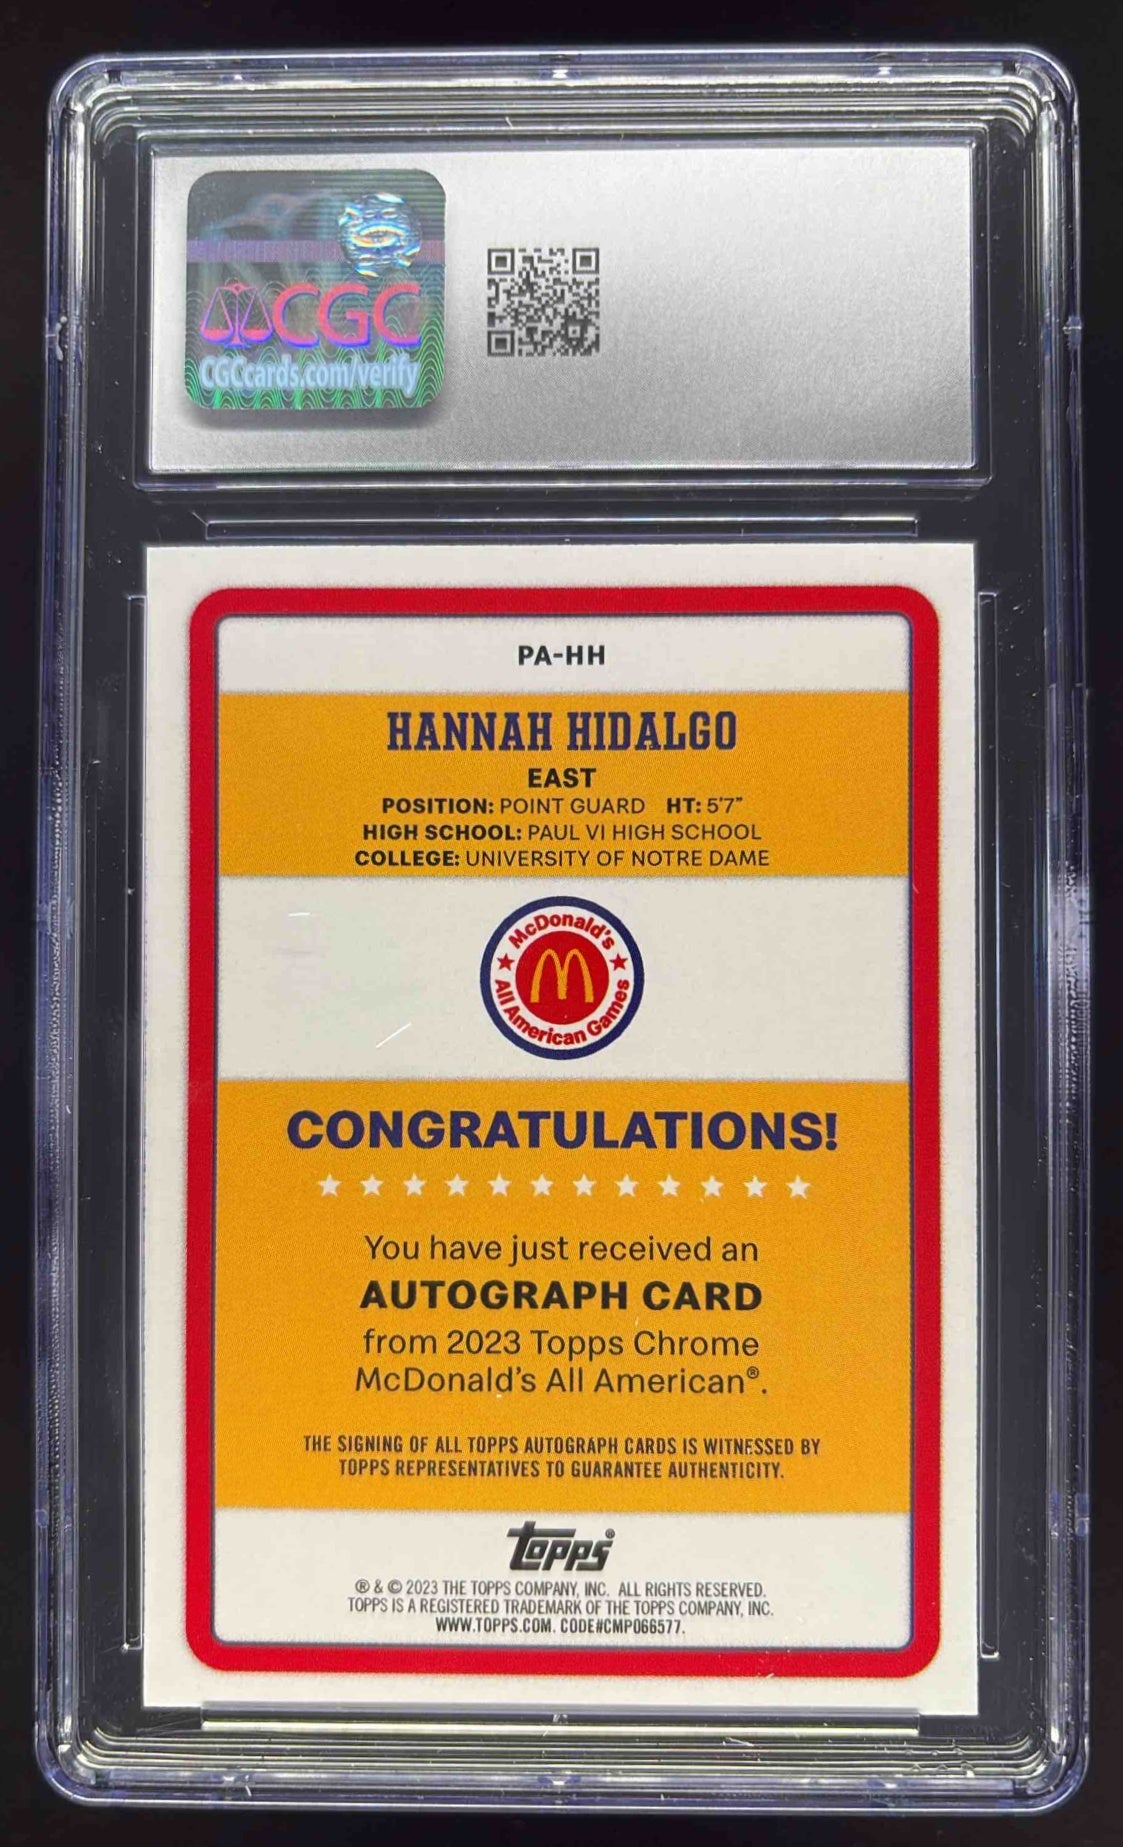 CGC
CGCcards.com/verify
PA-HH
HANNAH HIDALGO
EAST
POSITION: POINT GUARD HT: 5'7"
HIGH SCHOOL: PAUL VI HIGH SCHOOL
COLLEGE: UNIVERSITY OF NOTRE DAME
McDonald's
All American Games
CONGRATULATIONS!
You have just received an
AUTOGRAPH CARD
from 2023 Topps Chrome
McDonald's All American®.
THE SIGNING OF ALL TOPPS AUTOGRAPH CARDS IS WITNESSED BY
TOPPS REPRESENTATIVES TO GUARANTEE AUTHENTICITY.
topps®
® & © 2023 THE TOPPS COMPANY, INC. ALL RIGHTS RESERVED.
TOPPS IS A REGISTERED TRADEMARK OF THE TOPPS COMPANY, INC.
WWW.TOPPS.COM. CODE#CMP066577.